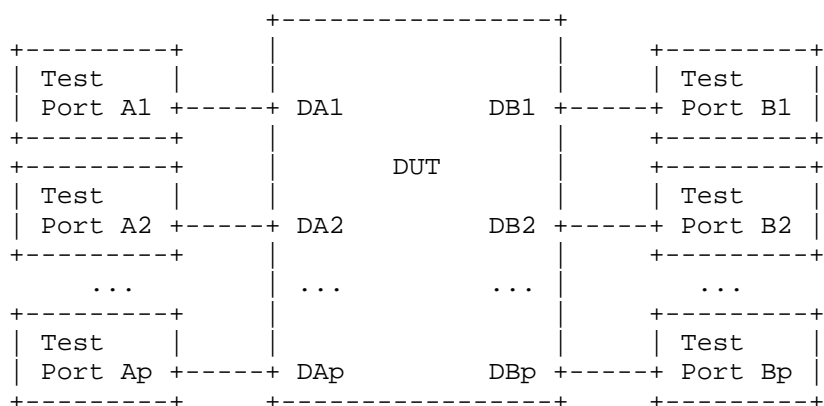 Test Test
Port A1 DA1 DB1 Port B1
DUT
Test Test
Port A2 DA2 DB2 Port B2
... ... ... ...
Test Test
Port Ap DAp DBp Port Bp